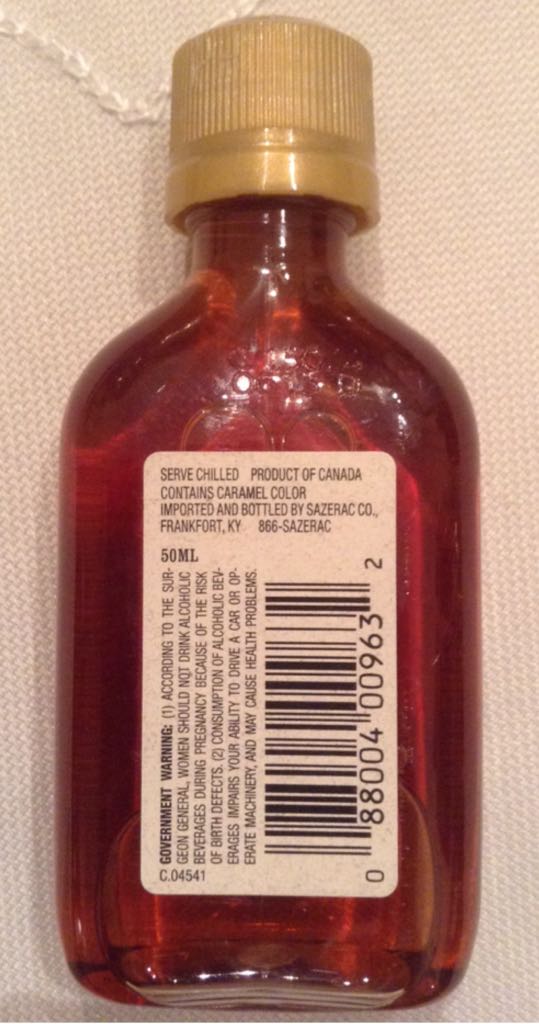 SERVE CHILLED PRODUCT OF CANADA
CONTAINS CARAMEL COLOR
IMPORTED AND BOTTLED BY SAZERAC CO.,
FRANKFORT, KY 866-SAZERAC
50ML
GOVERNMENT WARNING: (1) ACCORDING TO THE SUR-
GEON GENERAL, WOMEN SHOULD NOT DRINK ALCOHOLIC
BEVERAGES DURING PREGNANCY BECAUSE OF THE RISK
OF BIRTH DEFECTS. (2) CONSUMPTION OF ALCOHOLIC BEV-
ERAGES IMPAIRS YOUR ABILITY TO DRIVE A CAR OR OP-
ERATE MACHINERY, AND MAY CAUSE HEALTH PROBLEMS.
0 88004 00963 2
C.04541